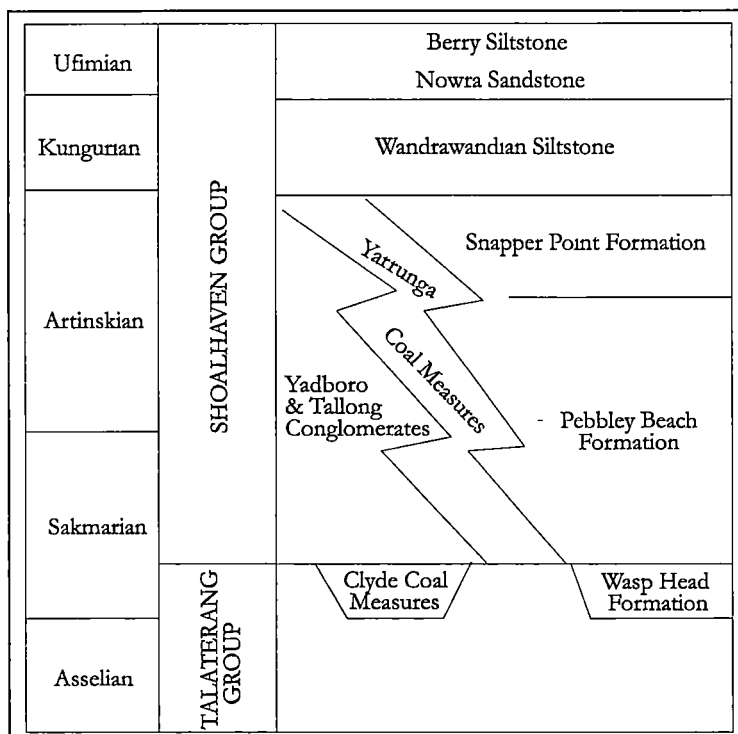 Ufimian
Kungurian
Artinskian
Sakmarian
Asselian
SHOALHAVEN GROUP
TALATERANG
GROUP
Berry Siltstone
Nowra Sandstone
Wandrawandian Siltstone
Snapper Point Formation
Yarrunga
Coal Measures
Yadboro
& Tallong
Conglomerates
Pebbley Beach
Formation
Clyde Coal
Measures
Wasp Head
Formation